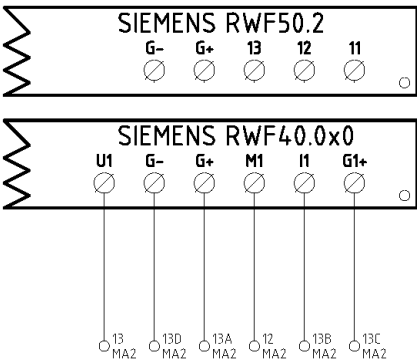 SIEMENS RWF50.2
G- G+ 13 12 11
SIEMENS RWF40.0x0
U1 G- G+ M1 I1 G1+
13 13D 13A 12 13B 13C
MA2 MA2 MA2 MA2 MA2 MA2